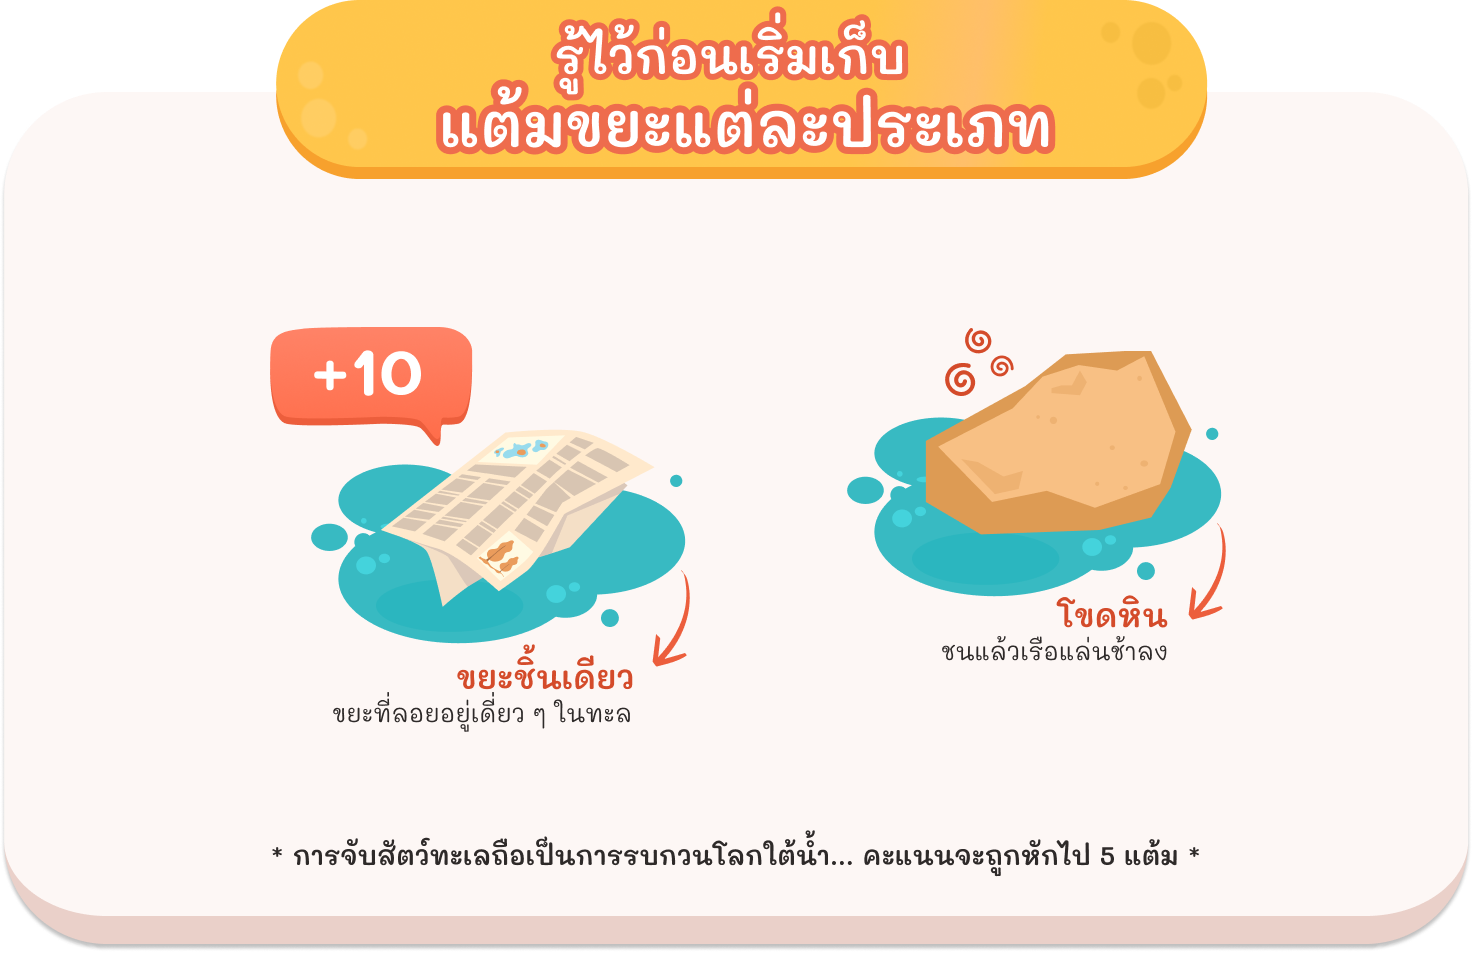 รู้ไว้ก่อนเริ่มเก็บ
แต้มขยะแต่ละประเภท
+10
ขยะชิ้นเดียว
ขยะที่ลอยอยู่เดี่ยว ๆ ในทะล
โขดหิน
ชนแล้วเรือแล่นช้าลง
* การจับสัตว์ทะเลถือเป็นการรบกวนโลกใต้น้ำ... คะแนนจะถูกหักไป 5 แต้ม *